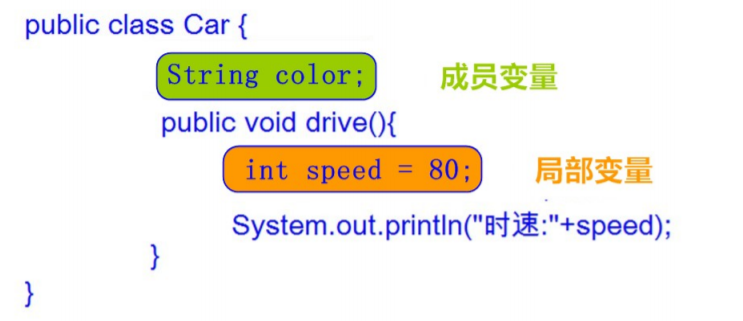 public class Car {
String color; 成员变量
public void drive(){
int speed = 80; 局部变量
System.out.println("时速:"+speed);
}
}